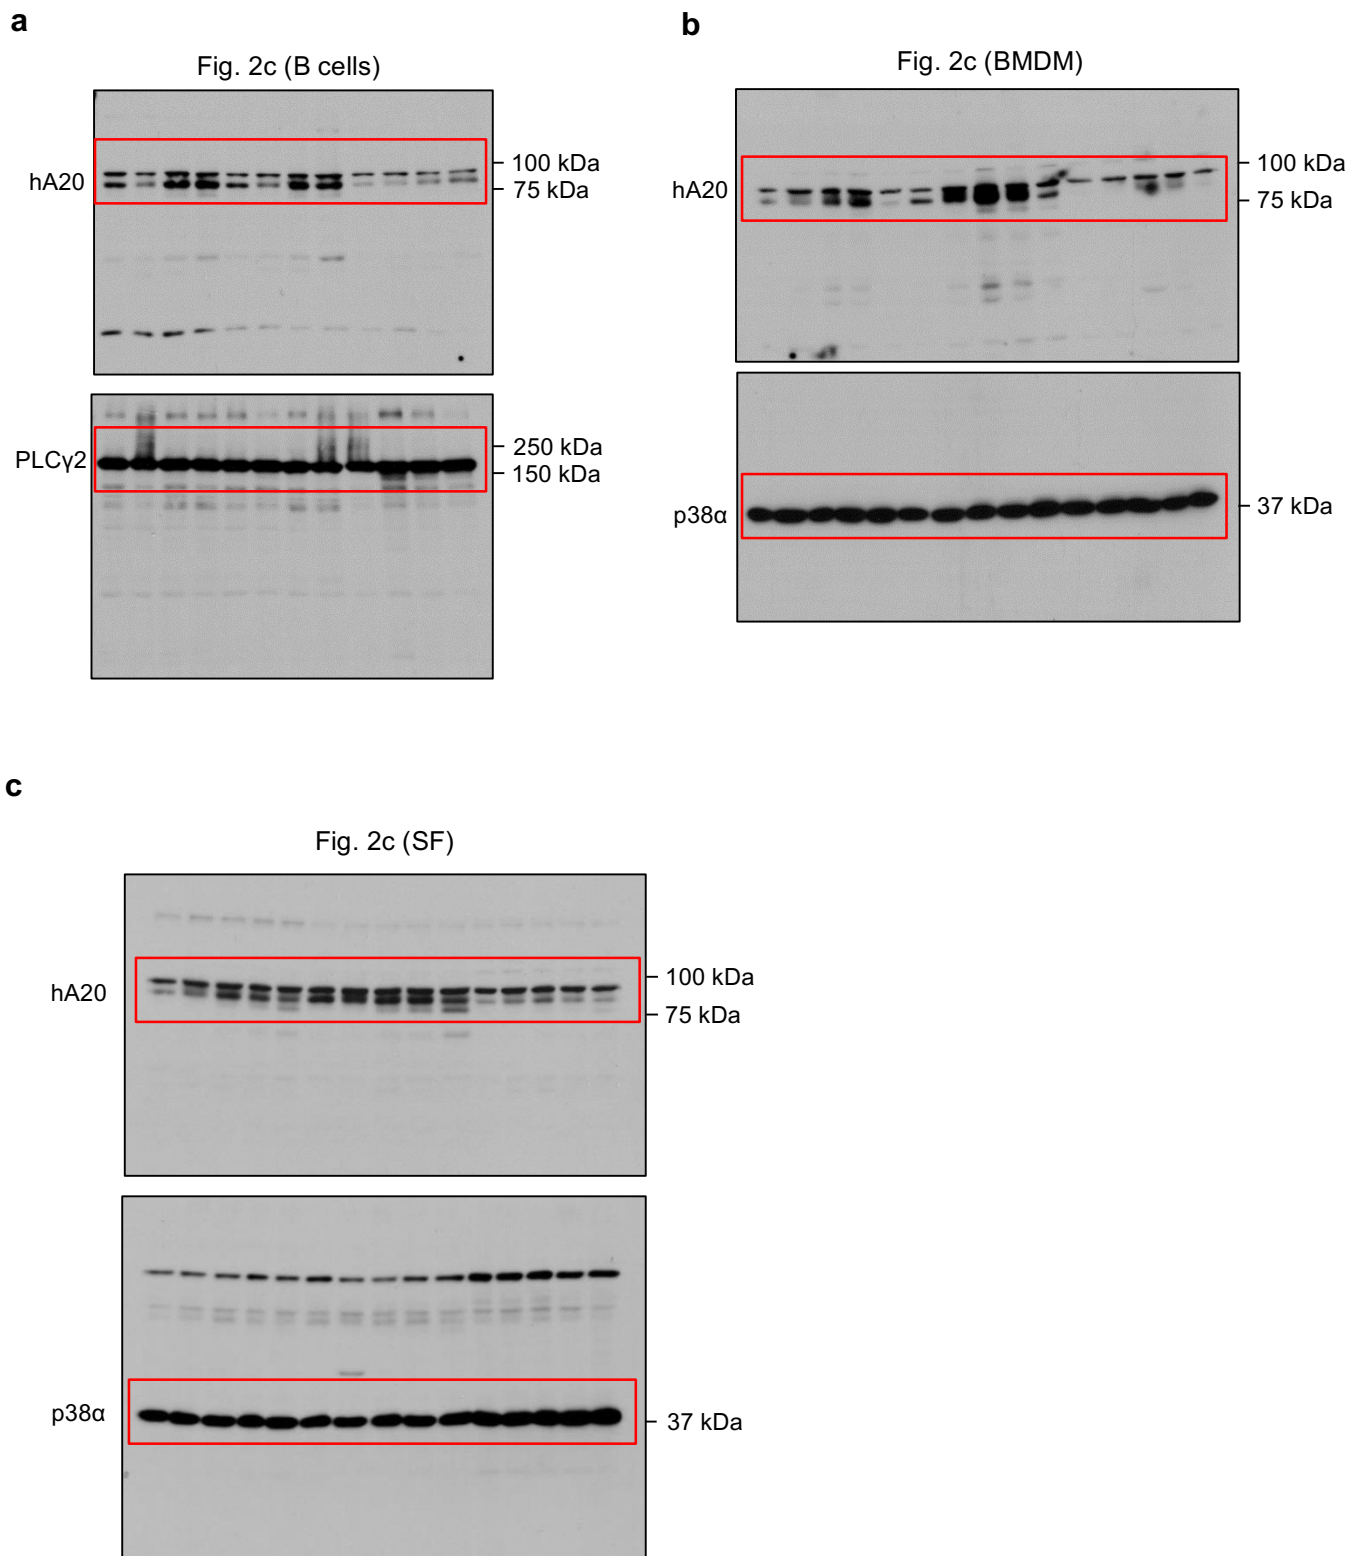 a
Fig. 2c (B cells)
hA20
100 kDa
75 kDa
PLCγ2
250 kDa
150 kDa
b
Fig. 2c (BMDM)
hA20
100 kDa
75 kDa
p38α
37 kDa
c
Fig. 2c (SF)
hA20
100 kDa
75 kDa
p38α
37 kDa